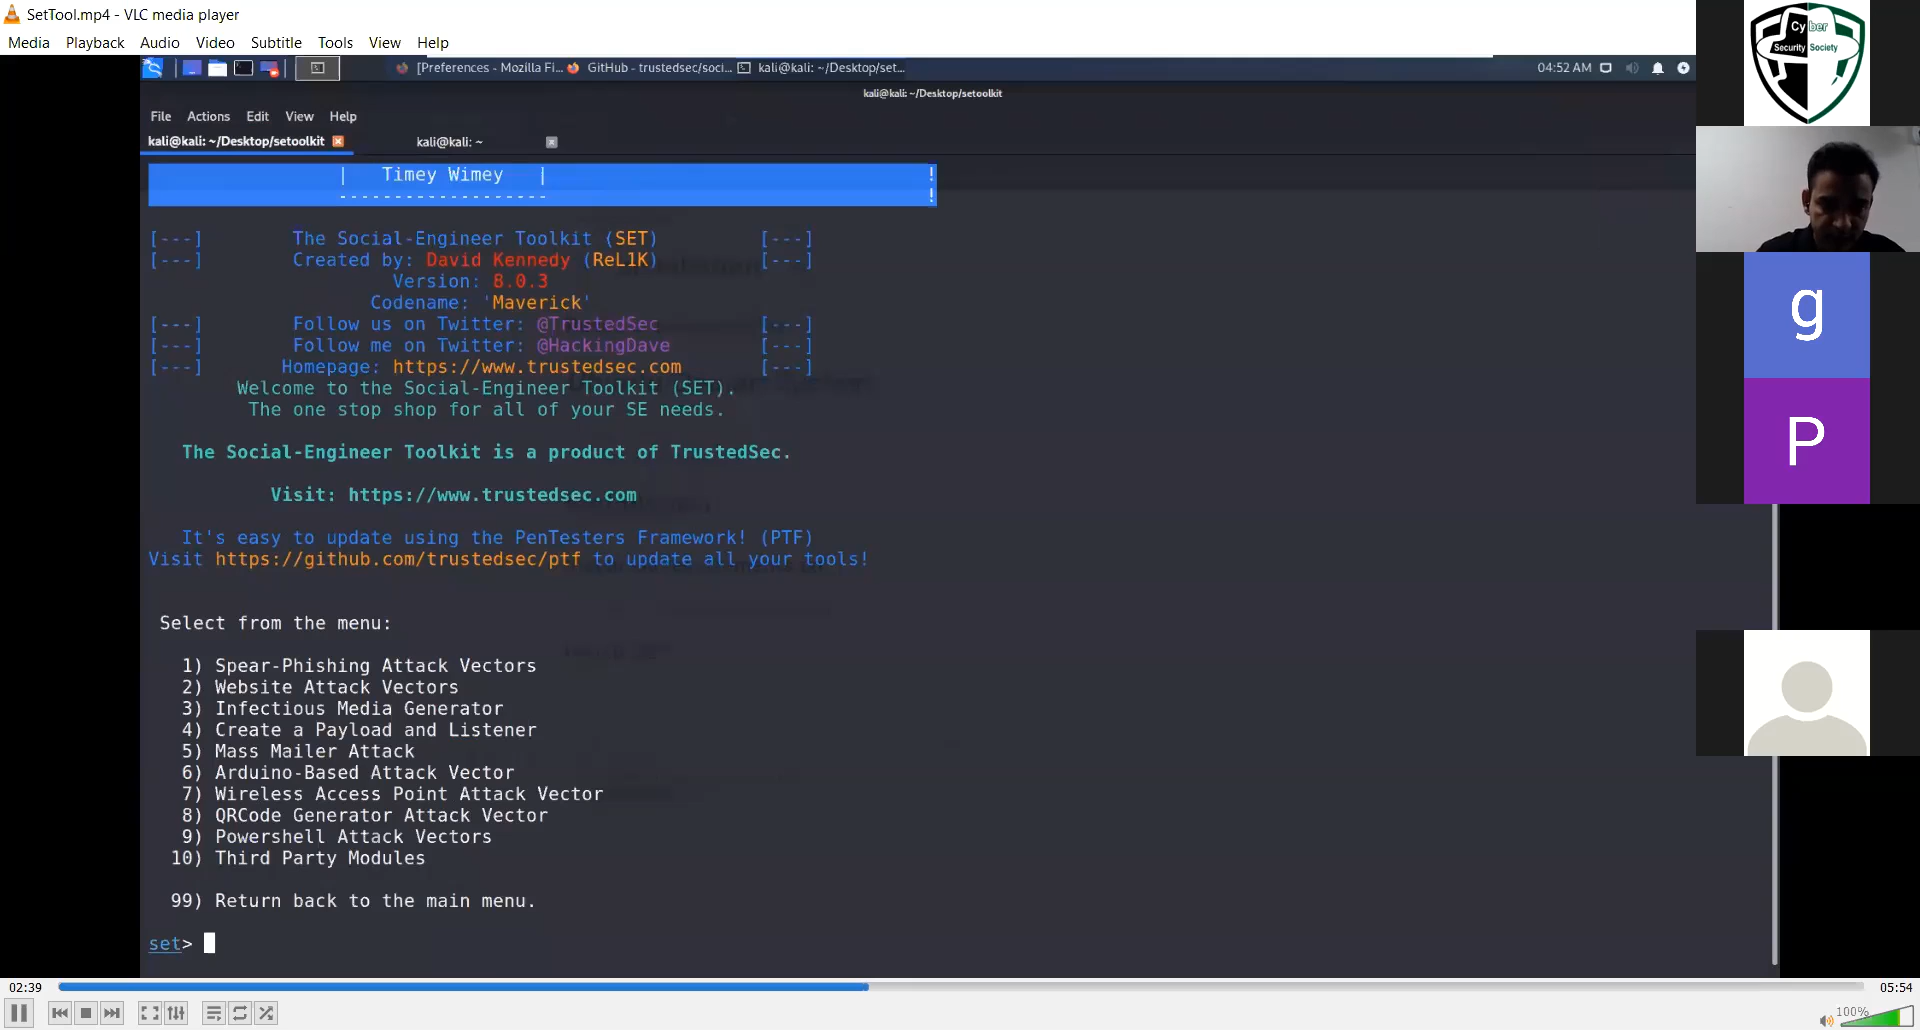 SetTool.mp4 - VLC media player
Media Playback Audio Video Subtitle Tools View Help
[Preferences - Mozilla Fi... GitHub - trustedsec/soci... kali@kali: ~/Desktop/set... 04:52 AM
kali@kali: ~/Desktop/setoolkit
File Actions Edit View Help
kali@kali: ~/Desktop/setoolkit kali@kali: ~
| Timey Wimey | !
------------------- !
[---] The Social-Engineer Toolkit (SET) [---]
[---] Created by: David Kennedy (ReL1K) [---]
Version: 8.0.3
Codename: 'Maverick'
[---] Follow us on Twitter: @TrustedSec [---]
[---] Follow me on Twitter: @HackingDave [---]
[---] Homepage: https://www.trustedsec.com [---]
Welcome to the Social-Engineer Toolkit (SET).
The one stop shop for all of your SE needs.
The Social-Engineer Toolkit is a product of TrustedSec.
Visit: https://www.trustedsec.com
It's easy to update using the PenTesters Framework! (PTF)
Visit https://github.com/trustedsec/ptf to update all your tools!
Select from the menu:
1) Spear-Phishing Attack Vectors
2) Website Attack Vectors
3) Infectious Media Generator
4) Create a Payload and Listener
5) Mass Mailer Attack
6) Arduino-Based Attack Vector
7) Wireless Access Point Attack Vector
8) QRCode Generator Attack Vector
9) Powershell Attack Vectors
10) Third Party Modules
99) Return back to the main menu.
set>
02:39 05:54
100%
Cyber
Security Society
g
P